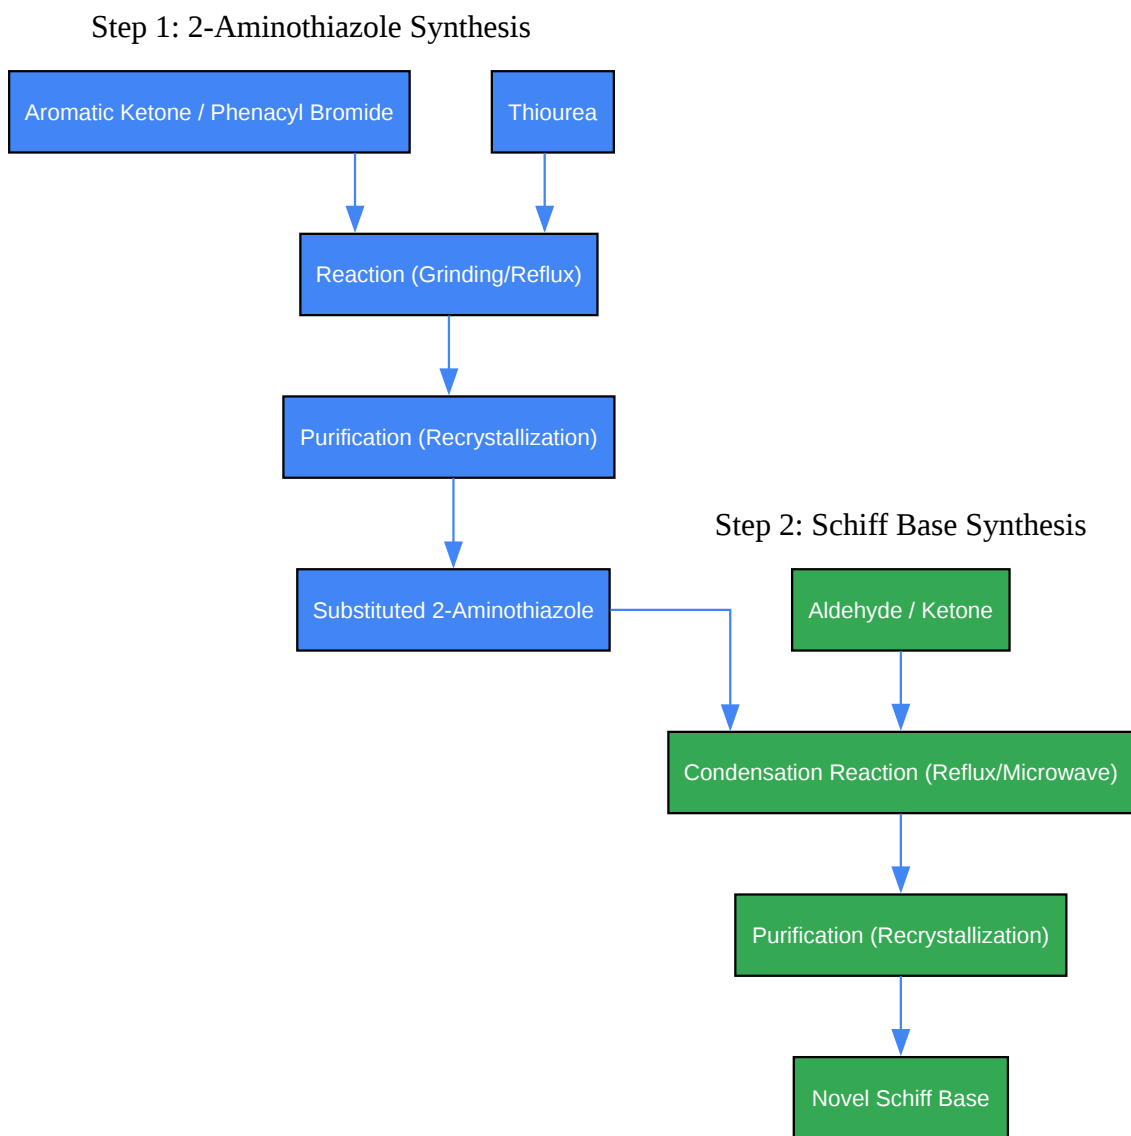 Step 1: 2-Aminothiazole Synthesis
Aromatic Ketone / Phenacyl Bromide
Thiourea
Reaction (Grinding/Reflux)
Purification (Recrystallization)
Substituted 2-Aminothiazole
Step 2: Schiff Base Synthesis
Aldehyde / Ketone
Condensation Reaction (Reflux/Microwave)
Purification (Recrystallization)
Novel Schiff Base